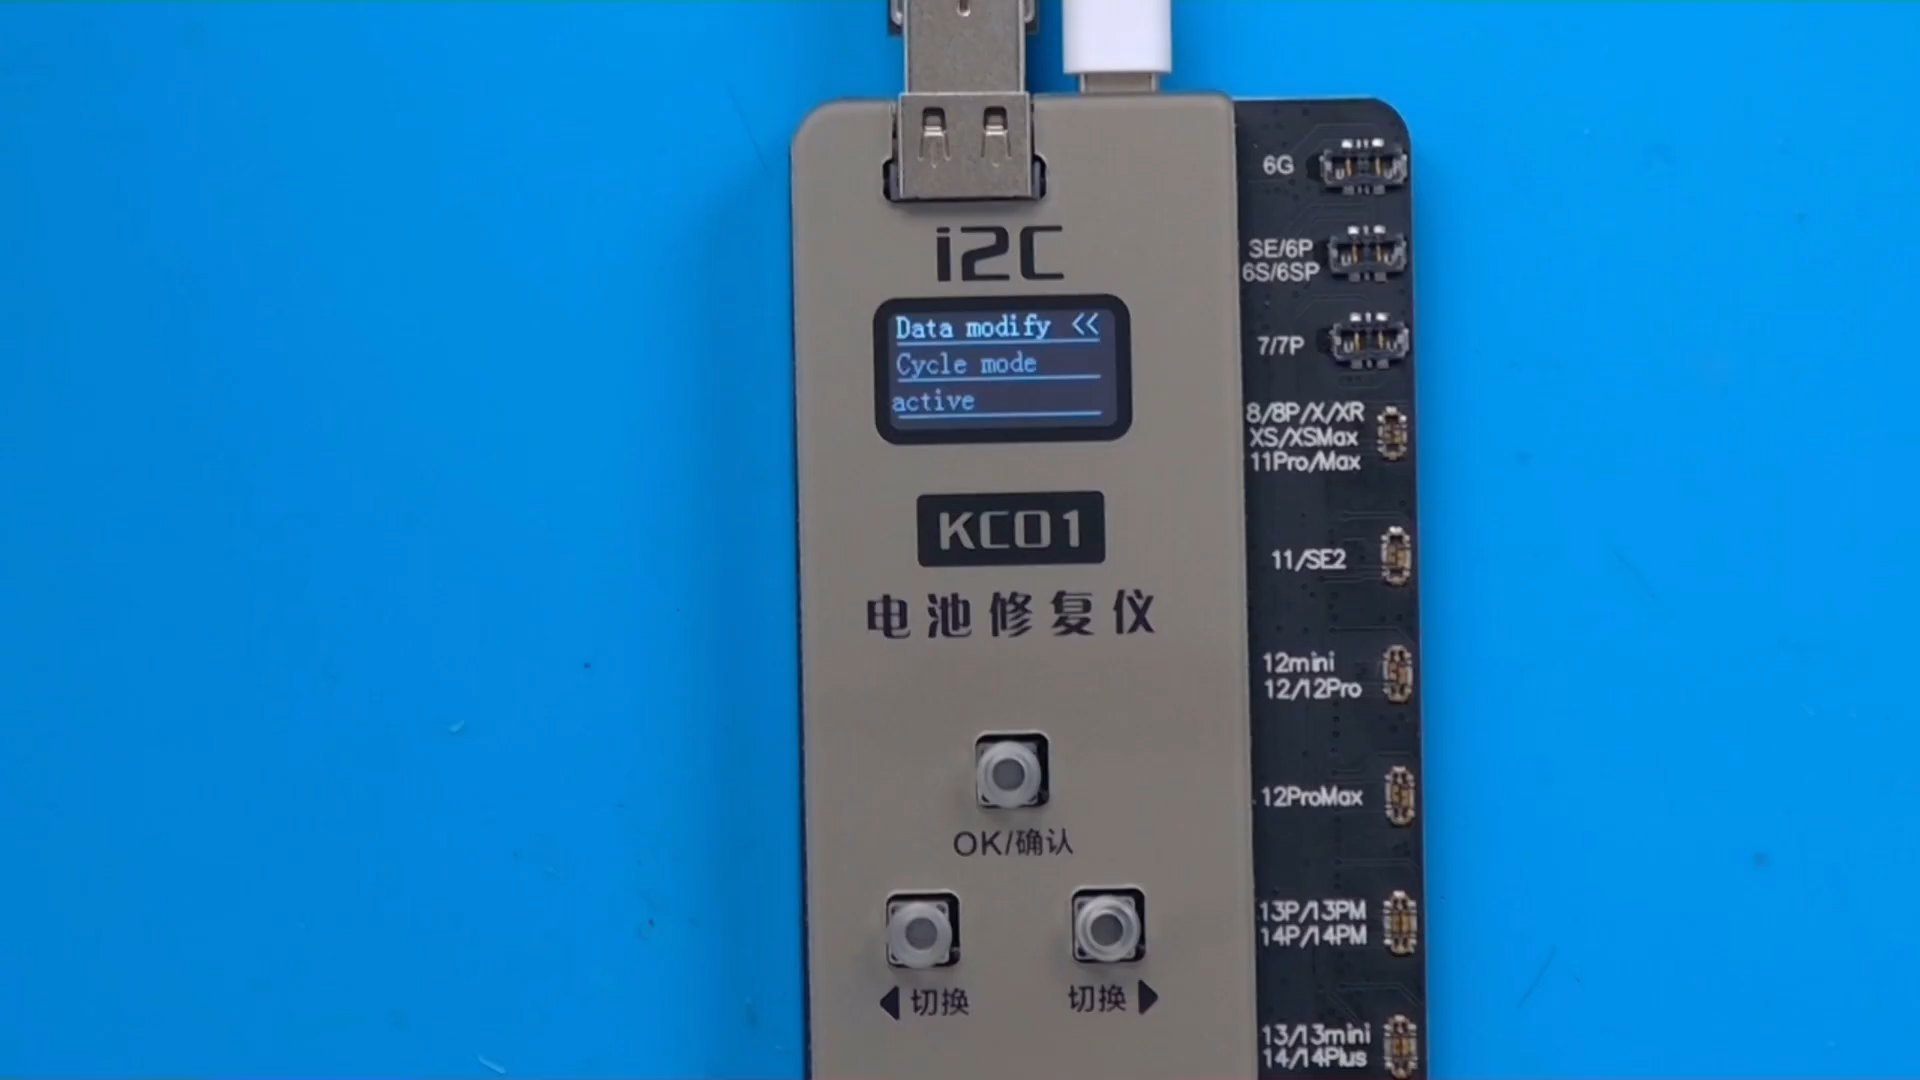 i2C
Data modify <<
Cycle mode
active
KC01
电池修复仪
OK/确认
◀ 切换
切换 ▶
6G
SE/6P
6S/6SP
7/7P
8/8P/X/XR
XS/XSMax
11Pro/Max
11/SE2
12mini
12/12Pro
12ProMax
13P/13PM
14P/14PM
13/13mini
14/14Plus